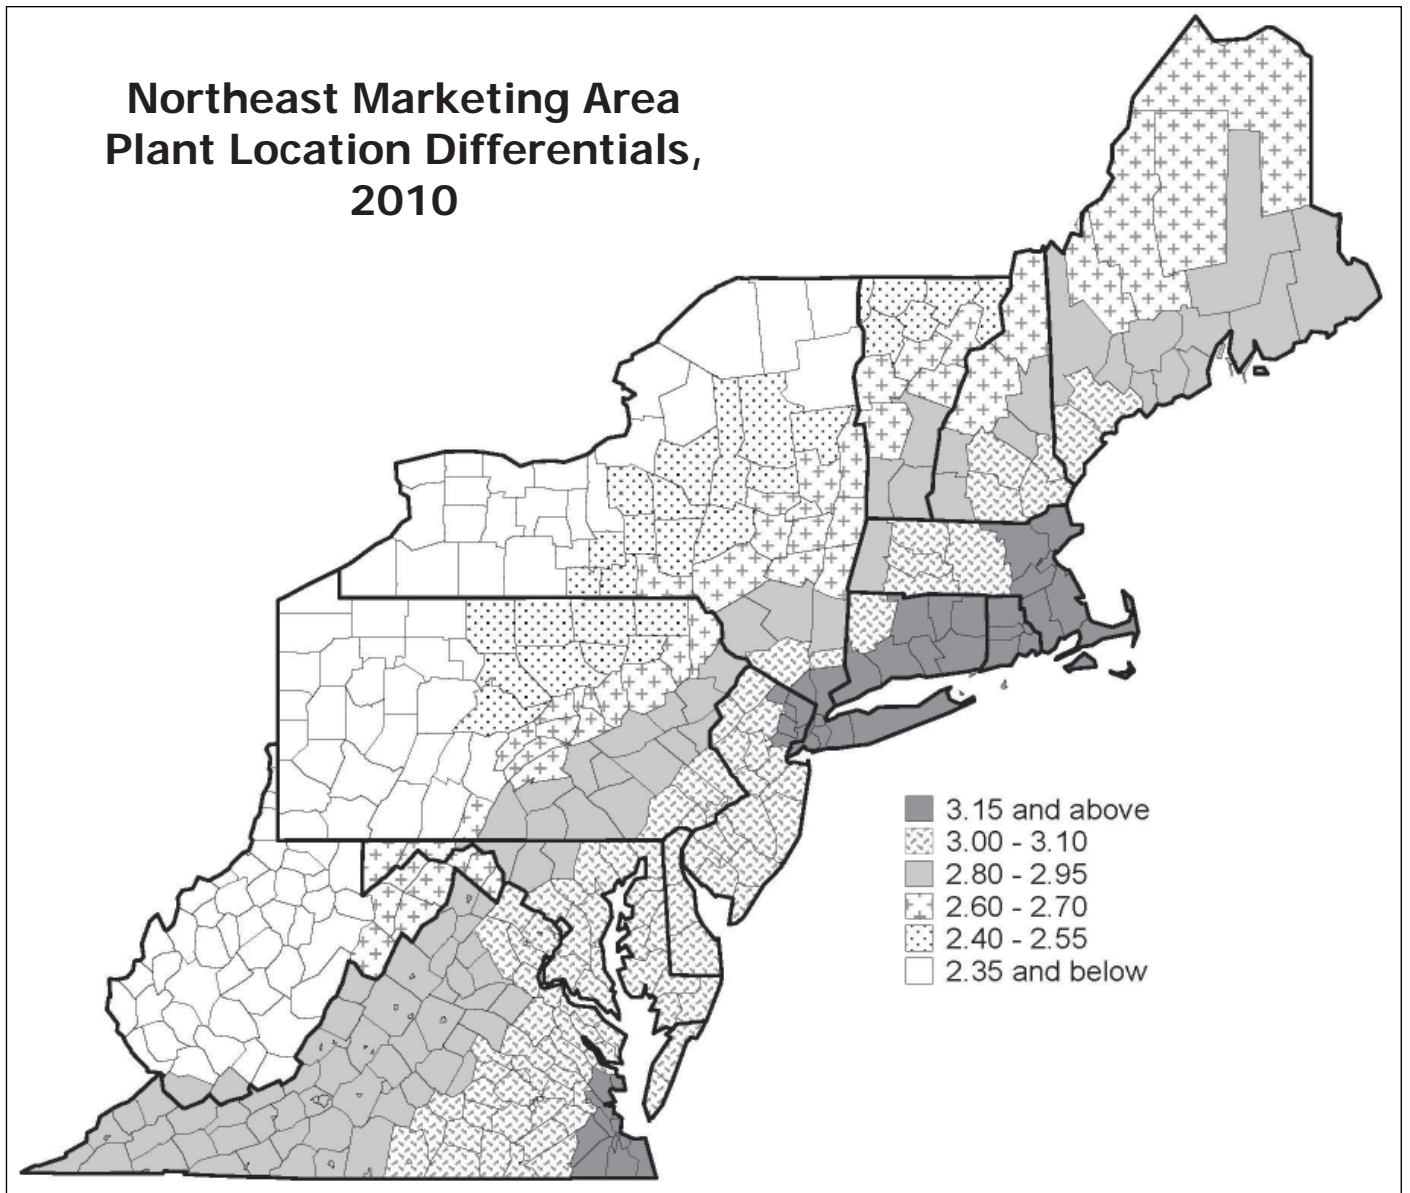 Northeast Marketing Area
Plant Location Differentials,
2010
3.15 and above
3.00 - 3.10
2.80 - 2.95
2.60 - 2.70
2.40 - 2.55
2.35 and below